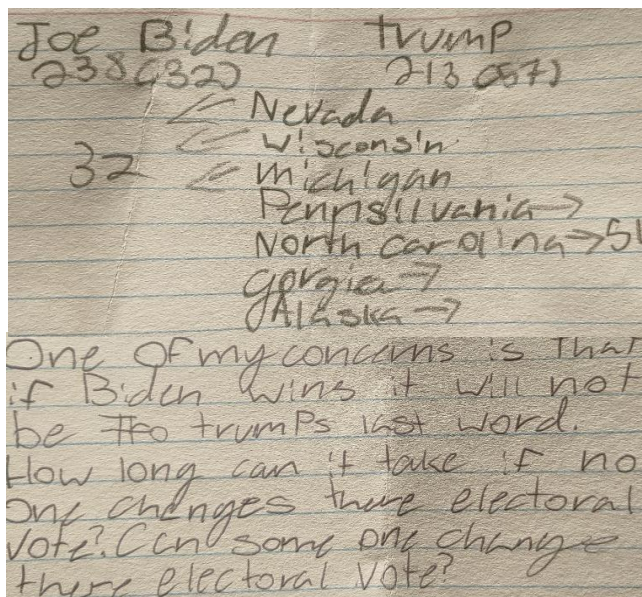 Joe Biden Trump
238 (32) 213 (57)
← Nevada
← Wisconsin
32 ← Michigan
Pennsilvania →
North Carolina →
Gorgia →
Alaska →
One of my concerns is That
if Biden wins it will not
be trumps last word.
How long can it take if no
one changes there electoral
vote? Can some one change
there electoral vote?